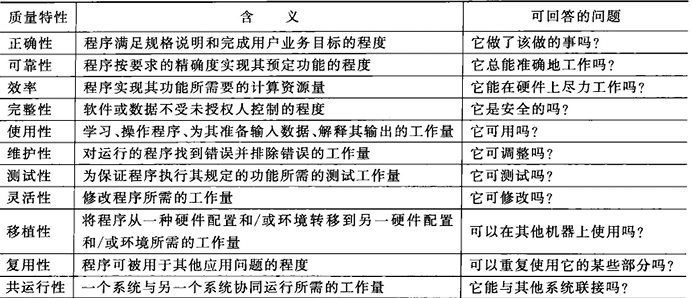 质量特性 含 义 可回答的问题
正确性 程序满足规格说明和完成用户业务目标的程度 它做了该做的事吗?
可靠性 程序按要求的精确度实现其预定功能的程度 它总能准确地工作吗?
效率 程序实现其功能所需要的计算资源量 它能在硬件上尽力工作吗?
完整性 软件或数据不受未授权人控制的程度 它是安全的吗?
使用性 学习、操作程序、为其准备输入数据、解释其输出的工作量 它可用吗?
维护性 对运行的程序找到错误并排除错误的工作量 它可调整吗?
测试性 为保证程序执行其规定的功能所需的测试工作量 它可测试吗?
灵活性 修改程序所需的工作量 它可修改吗?
移植性 将程序从一种硬件配置和/或环境转移到另一硬件配置
和/或环境所需的工作量 可以在其他机器上使用吗?
复用性 程序可被用于其他应用问题的程度 可以重复使用它的某些部分吗?
共运行性 一个系统与另一个系统协同运行所需的工作量 它能与其他系统联接吗?